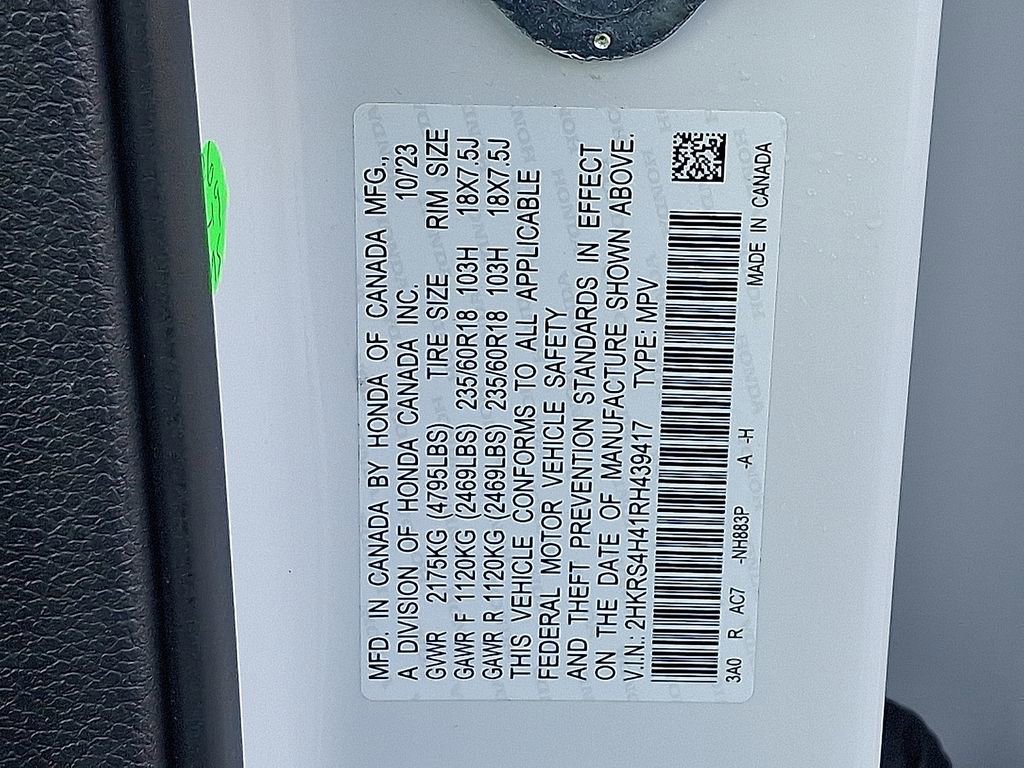 MFD. IN CANADA BY HONDA OF CANADA MFG.,
A DIVISION OF HONDA CANADA INC. 10/'23
GVWR 2175KG (4795LBS) TIRE SIZE RIM SIZE
GAWR F 1120KG (2469LBS) 235/60R18 103H 18X7.5J
GAWR R 1120KG (2469LBS) 235/60R18 103H 18X7.5J
THIS VEHICLE CONFORMS TO ALL APPLICABLE
FEDERAL MOTOR VEHICLE SAFETY
AND THEFT PREVENTION STANDARDS IN EFFECT
ON THE DATE OF MANUFACTURE SHOWN ABOVE.
V.I.N.: 2HKRS4H41RH439417 TYPE: MPV
3A0 R AC7 -NH883P -A -H
MADE IN CANADA